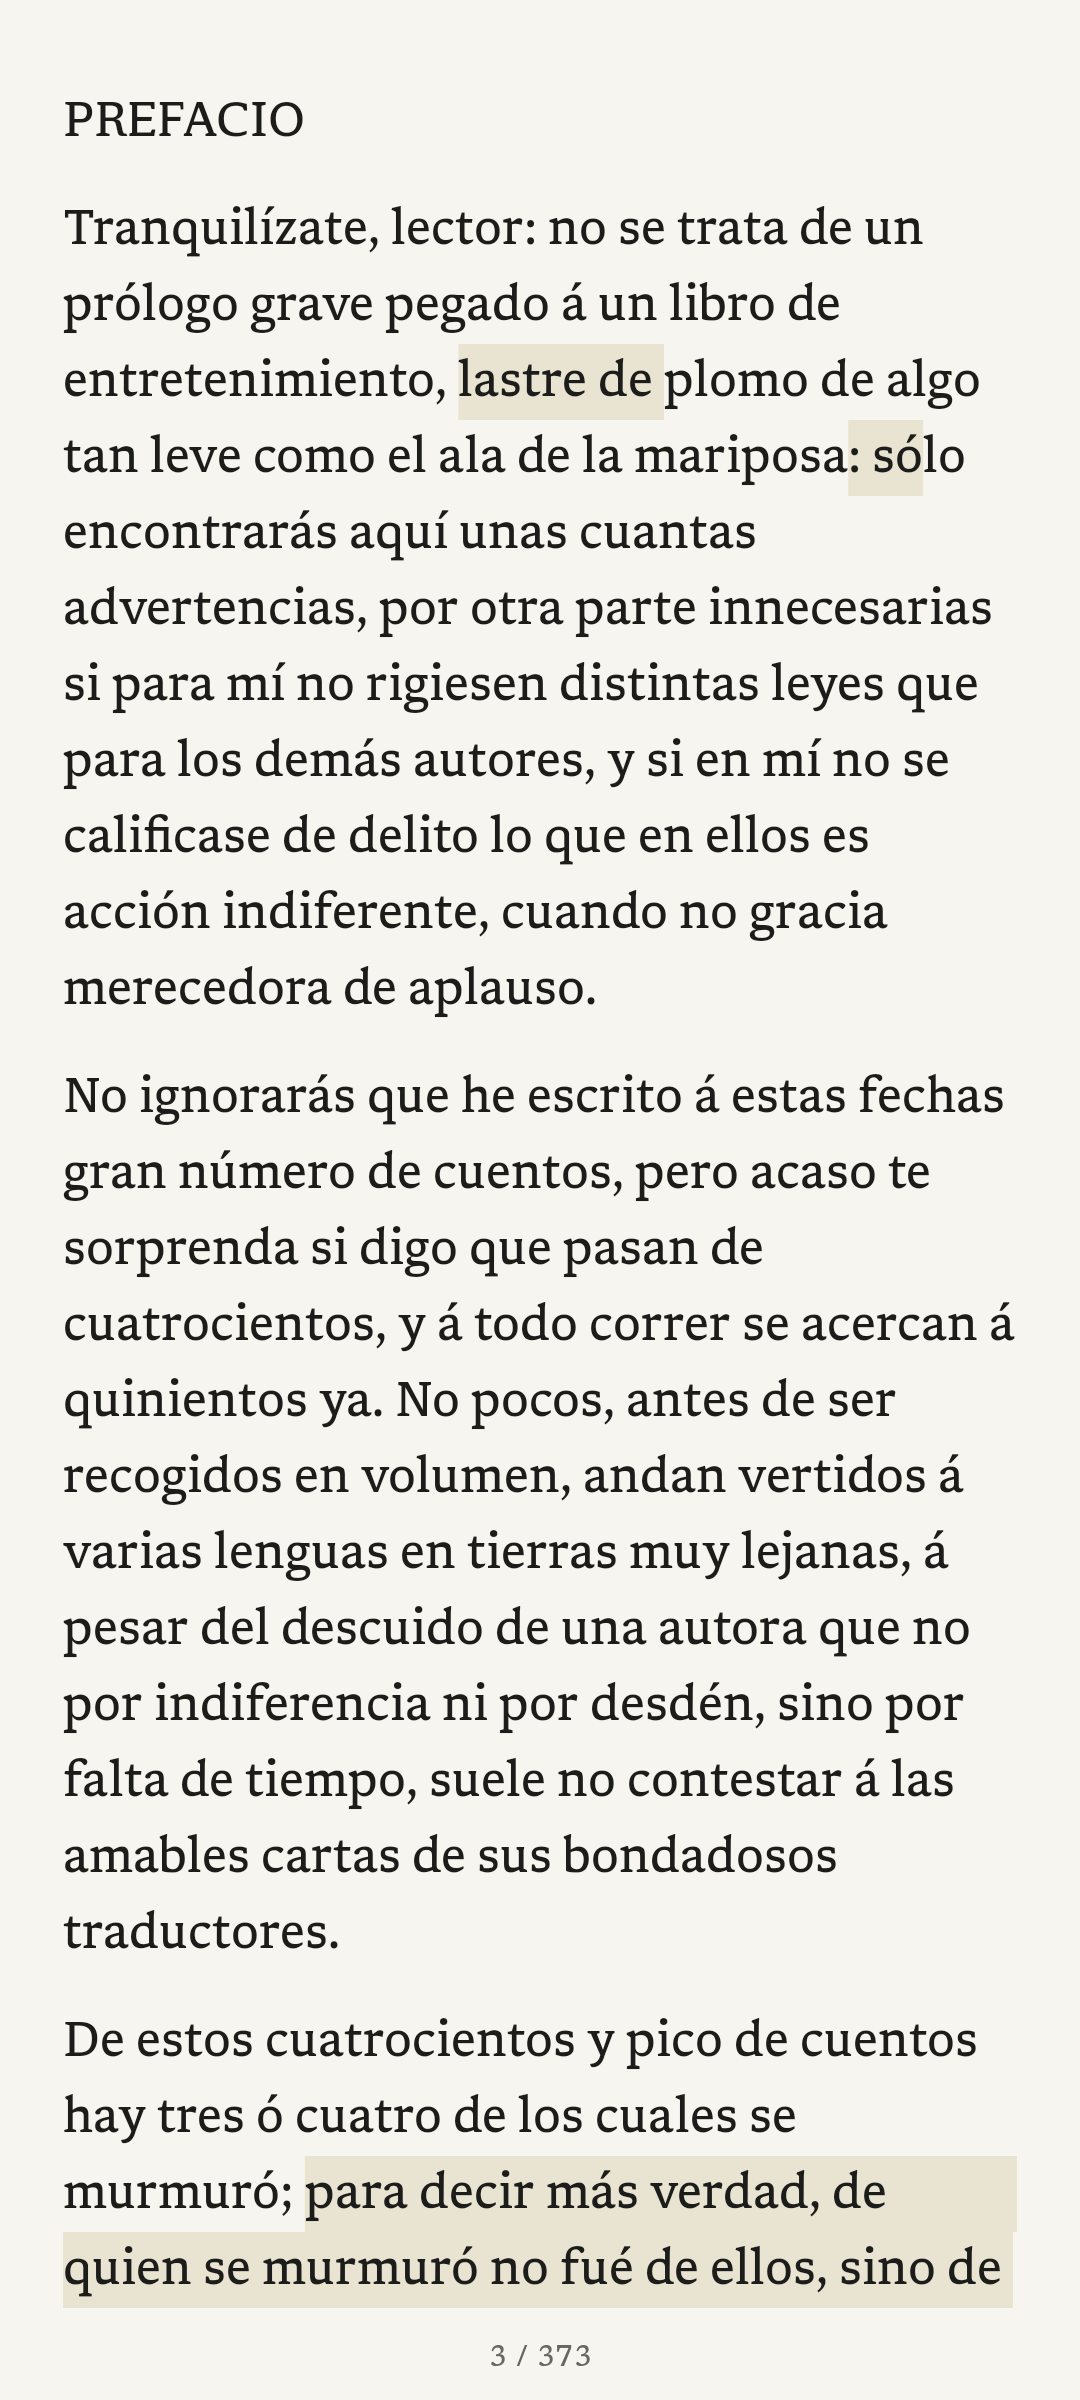 PREFACIO
Tranquilízate, lector: no se trata de un
prólogo grave pegado á un libro de
entretenimiento, lastre de plomo de algo
tan leve como el ala de la mariposa: sólo
encontrarás aquí unas cuantas
advertencias, por otra parte innecesarias
si para mí no rigiesen distintas leyes que
para los demás autores, y si en mí no se
calificase de delito lo que en ellos es
acción indiferente, cuando no gracia
merecedora de aplauso.
No ignorarás que he escrito á estas fechas
gran número de cuentos, pero acaso te
sorprenda si digo que pasan de
cuatrocientos, y á todo correr se acercan á
quinientos ya. No pocos, antes de ser
recogidos en volumen, andan vertidos á
varias lenguas en tierras muy lejanas, á
pesar del descuido de una autora que no
por indiferencia ni por desdén, sino por
falta de tiempo, suele no contestar á las
amables cartas de sus bondadosos
traductores.
De estos cuatrocientos y pico de cuentos
hay tres ó cuatro de los cuales se
murmuró; para decir más verdad, de
quien se murmuró no fué de ellos, sino de
3 / 373